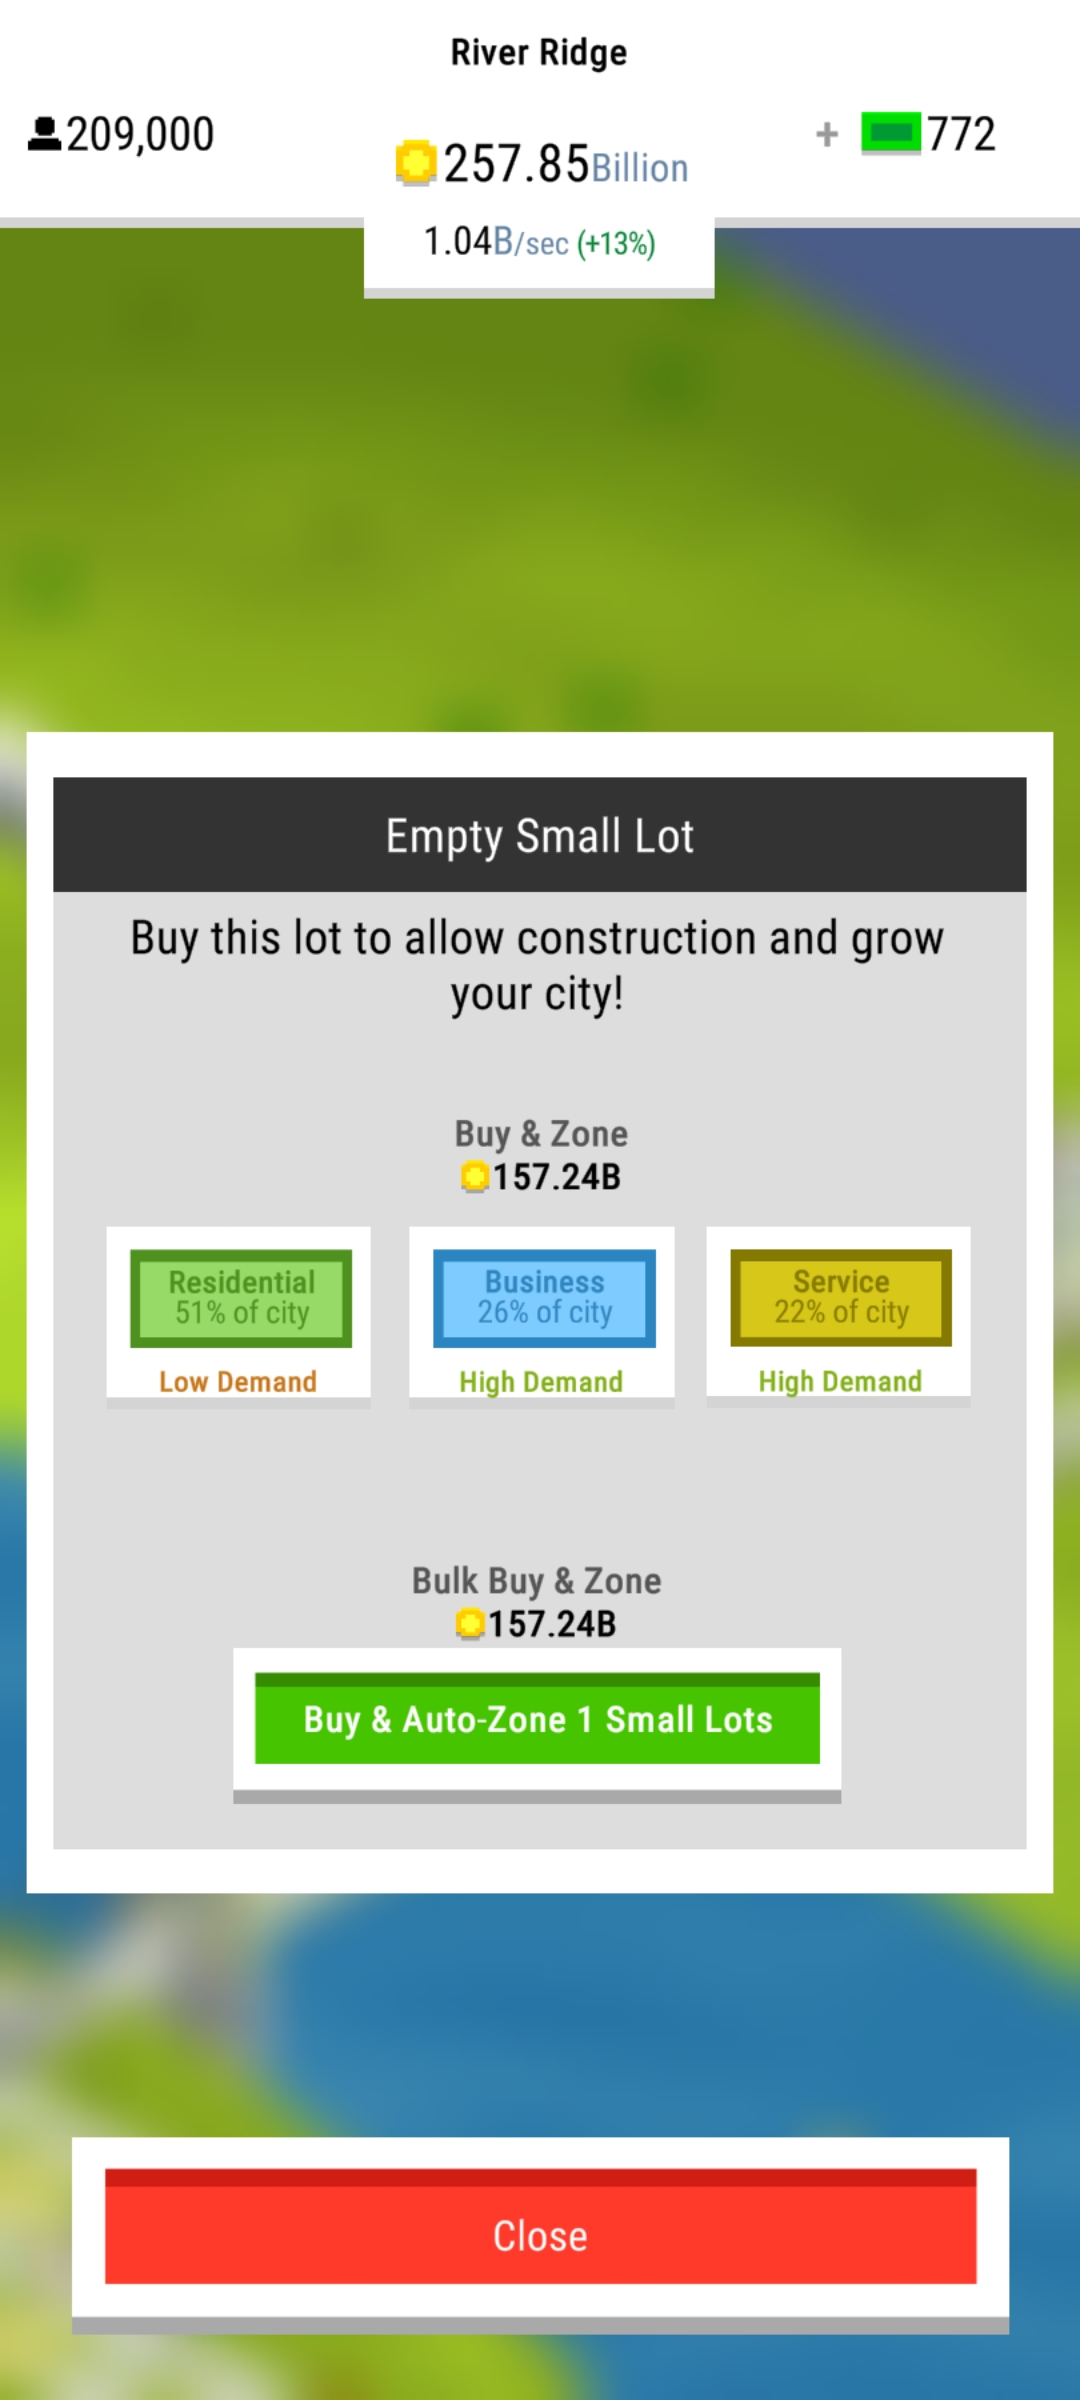 River Ridge
209,000
257.85Billion
+ 772
1.04B/sec (+13%)
Empty Small Lot
Buy this lot to allow construction and grow
your city!
Buy & Zone
157.24B
Residential
51% of city
Low Demand
Business
26% of city
High Demand
Service
22% of city
High Demand
Bulk Buy & Zone
157.24B
Buy & Auto-Zone 1 Small Lots
Close